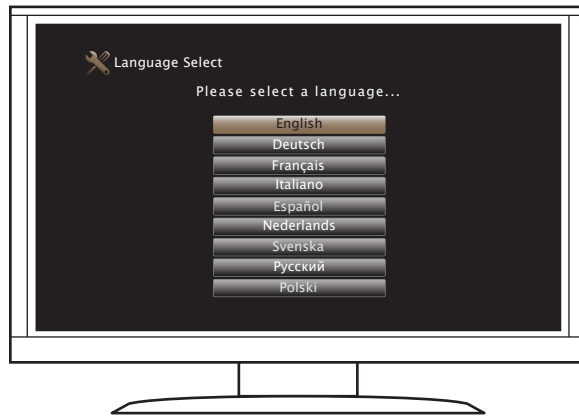 Language Select
Please select a language...
English
Deutsch
Français
Italiano
Español
Nederlands
Svenska
Русский
Polski